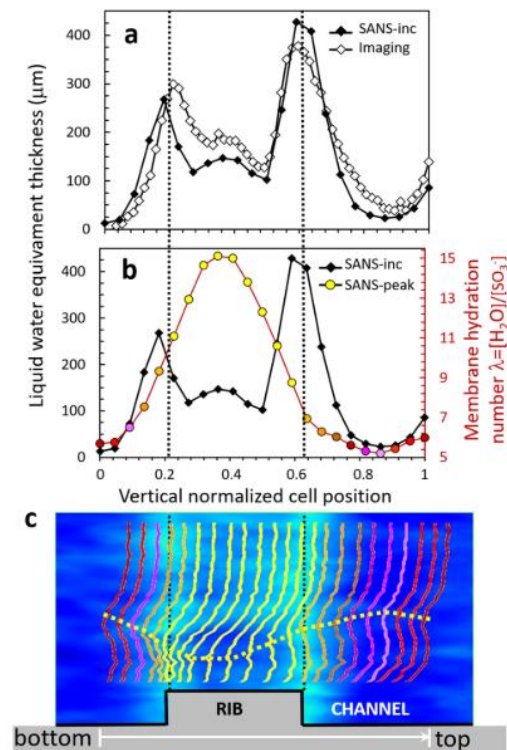 a
SANS-inc
Imaging
400
300
200
100
0
Liquid water equivament thickness (μm)
b
SANS-inc
SANS-peak
400
300
200
100
0
15
13
11
9
7
5
Membrane hydration
number λ=[H₂O]/[SO₃⁻]
0 0.2 0.4 0.6 0.8 1
Vertical normalized cell position
c
RIB CHANNEL
bottom top